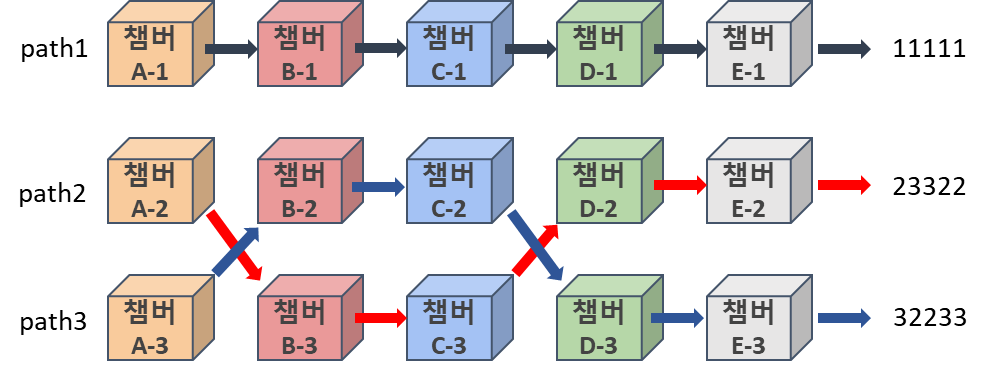 path1
챔버
A-1
챔버
B-1
챔버
C-1
챔버
D-1
챔버
E-1
11111
path2
챔버
A-2
챔버
B-2
챔버
C-2
챔버
D-2
챔버
E-2
23322
path3
챔버
A-3
챔버
B-3
챔버
C-3
챔버
D-3
챔버
E-3
32233